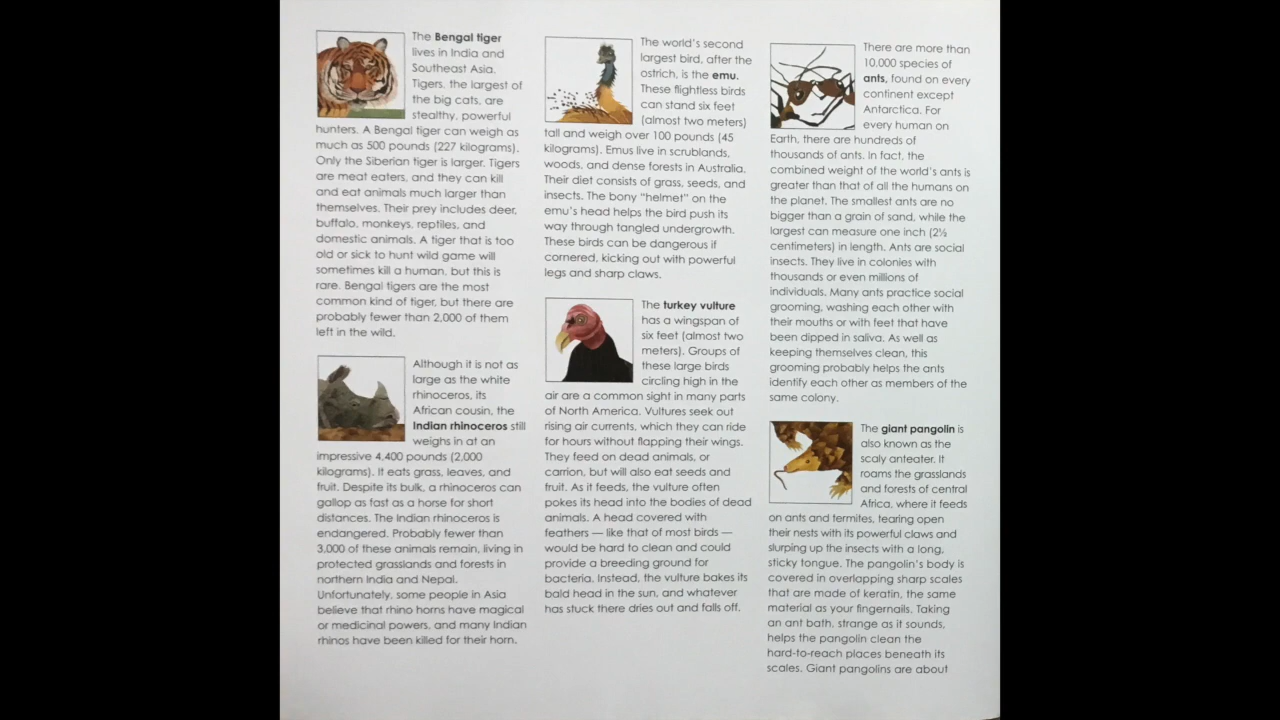 The Bengal tiger
lives in India and
Southeast Asia.
Tigers, the largest of
the big cats, are
stealthy, powerful
hunters. A Bengal tiger can weigh as
much as 500 pounds (227 kilograms).
Only the Siberian tiger is larger. Tigers
are meat eaters, and they can kill
and eat animals much larger than
themselves. Their prey includes deer,
buffalo, monkeys, reptiles, and
domestic animals. A tiger that is too
old or sick to hunt wild game will
sometimes kill a human, but this is
rare. Bengal tigers are the most
common kind of tiger, but there are
probably fewer than 2,000 of them
left in the wild.
Although it is not as
large as the white
rhinoceros, its
African cousin, the
Indian rhinoceros still
weighs in at an
impressive 4,400 pounds (2,000
kilograms). It eats grass, leaves, and
fruit. Despite its bulk, a rhinoceros can
gallop as fast as a horse for short
distances. The Indian rhinoceros is
endangered. Probably fewer than
3,000 of these animals remain, living in
protected grasslands and forests in
northern India and Nepal.
Unfortunately, some people in Asia
believe that rhino horns have magical
or medicinal powers, and many Indian
rhinos have been killed for their horn.
The world's second
largest bird, after the
ostrich, is the emu.
These flightless birds
can stand six feet
(almost two meters)
tall and weigh over 100 pounds (45
kilograms). Emus live in scrublands,
woods, and dense forests in Australia.
Their diet consists of grass, seeds, and
insects. The bony "helmet" on the
emu's head helps the bird push its
way through tangled undergrowth.
These birds can be dangerous if
cornered, kicking out with powerful
legs and sharp claws.
The turkey vulture
has a wingspan of
six feet (almost two
meters). Groups of
these large birds
circling high in the
air are a common sight in many parts
of North America. Vultures seek out
rising air currents, which they can ride
for hours without flapping their wings.
They feed on dead animals, or
carrion, but will also eat seeds and
fruit. As it feeds, the vulture often
pokes its head into the bodies of dead
animals. A head covered with
feathers — like that of most birds —
would be hard to clean and could
provide a breeding ground for
bacteria. Instead, the vulture bakes its
bald head in the sun, and whatever
has stuck there dries out and falls off.
There are more than
10,000 species of
ants, found on every
continent except
Antarctica. For
every human on
Earth, there are hundreds of
thousands of ants. In fact, the
combined weight of the world's ants is
greater than that of all the humans on
the planet. The smallest ants are no
bigger than a grain of sand, while the
largest can measure one inch (2½
centimeters) in length. Ants are social
insects. They live in colonies with
thousands or even millions of
individuals. Many ants practice social
grooming, washing each other with
their mouths or with feet that have
been dipped in saliva. As well as
keeping themselves clean, this
grooming probably helps the ants
identify each other as members of the
same colony.
The giant pangolin is
also known as the
scaly anteater. It
roams the grasslands
and forests of central
Africa, where it feeds
on ants and termites, tearing open
their nests with its powerful claws and
slurping up the insects with a long,
sticky tongue. The pangolin's body is
covered in overlapping sharp scales
that are made of keratin, the same
material as your fingernails. Taking
an ant bath, strange as it sounds,
helps the pangolin clean the
hard-to-reach places beneath its
scales. Giant pangolins are about